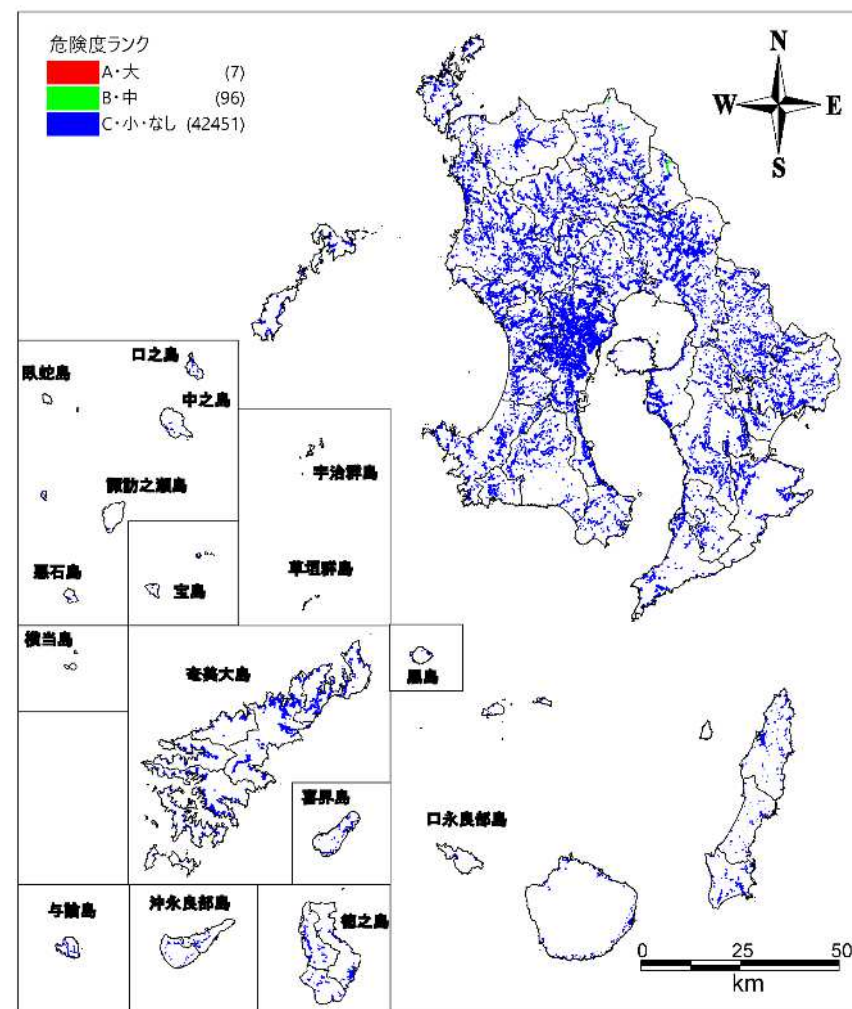 危険度ランク
A・大 (7)
B・中 (96)
C・小・なし (42451)
N
W E
S
口之島
臥蛇島
中之島
宇治群島
諏訪之瀬島
悪石島
宝島
草垣群島
横当島
奄美大島
黒島
喜界島
口永良部島
与論島
沖永良部島
徳之島
0 25 50
km